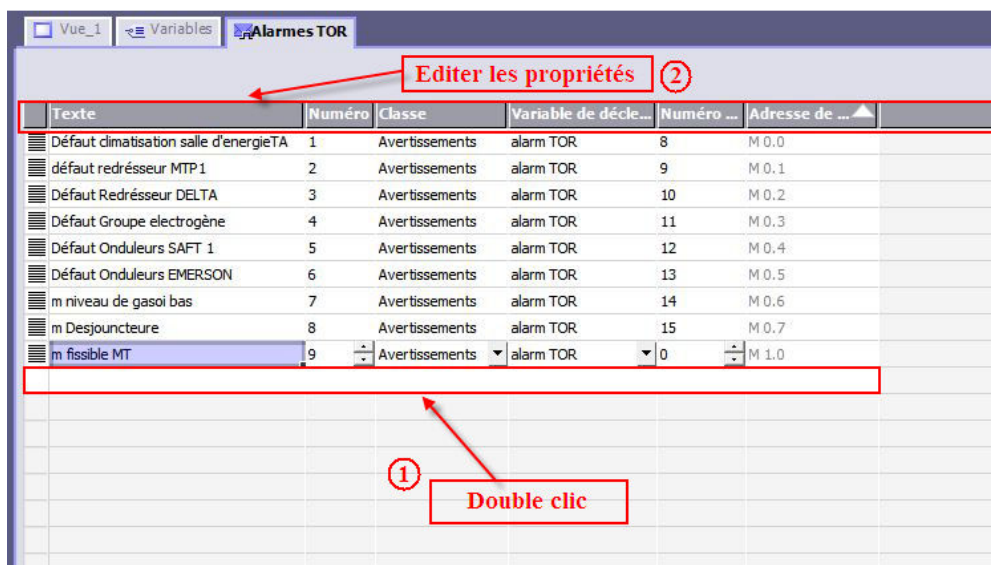 Vue_1 Variables Alarmes TOR
Editer les propriétés 2
Texte Numéro Classe Variable de décle... Numéro ... Adresse de ...
Défaut climatisation salle d'energieTA 1 Avertissements alarm TOR 8 M 0.0
défaut redrésseur MTP1 2 Avertissements alarm TOR 9 M 0.1
Défaut Redrésseur DELTA 3 Avertissements alarm TOR 10 M 0.2
Défaut Groupe electrogène 4 Avertissements alarm TOR 11 M 0.3
Défaut Onduleurs SAFT 1 5 Avertissements alarm TOR 12 M 0.4
Défaut Onduleurs EMERSON 6 Avertissements alarm TOR 13 M 0.5
m niveau de gasoi bas 7 Avertissements alarm TOR 14 M 0.6
m Desjouncteure 8 Avertissements alarm TOR 15 M 0.7
m fissible MT 9 Avertissements alarm TOR 0 M 1.0
1
Double clic